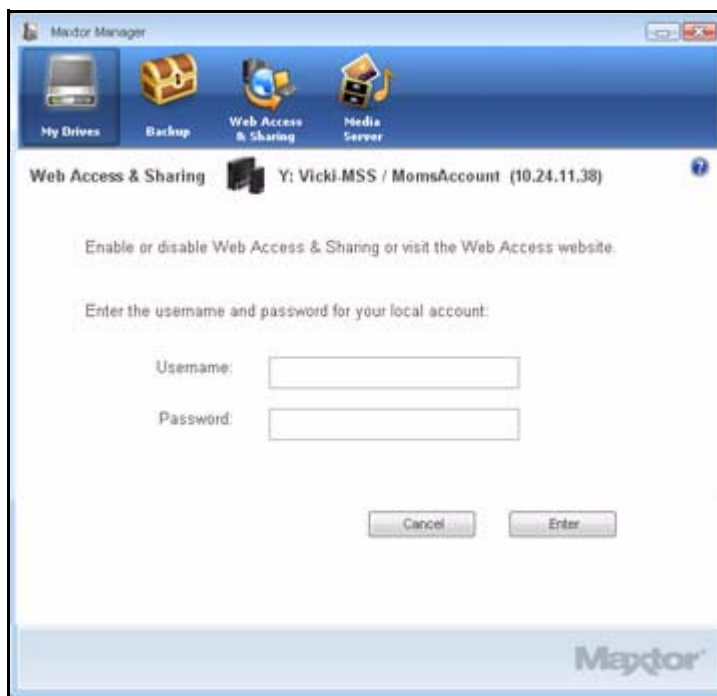 Maxtor Manager
My Drives
Backup
Web Access
& Sharing
Media
Server
Web Access & Sharing
Y: Vicki-MSS / MomsAccount (10.24.11.38)
?
Enable or disable Web Access & Sharing or visit the Web Access website.
Enter the username and password for your local account:
Username:
Password:
Cancel
Enter
Maxtor